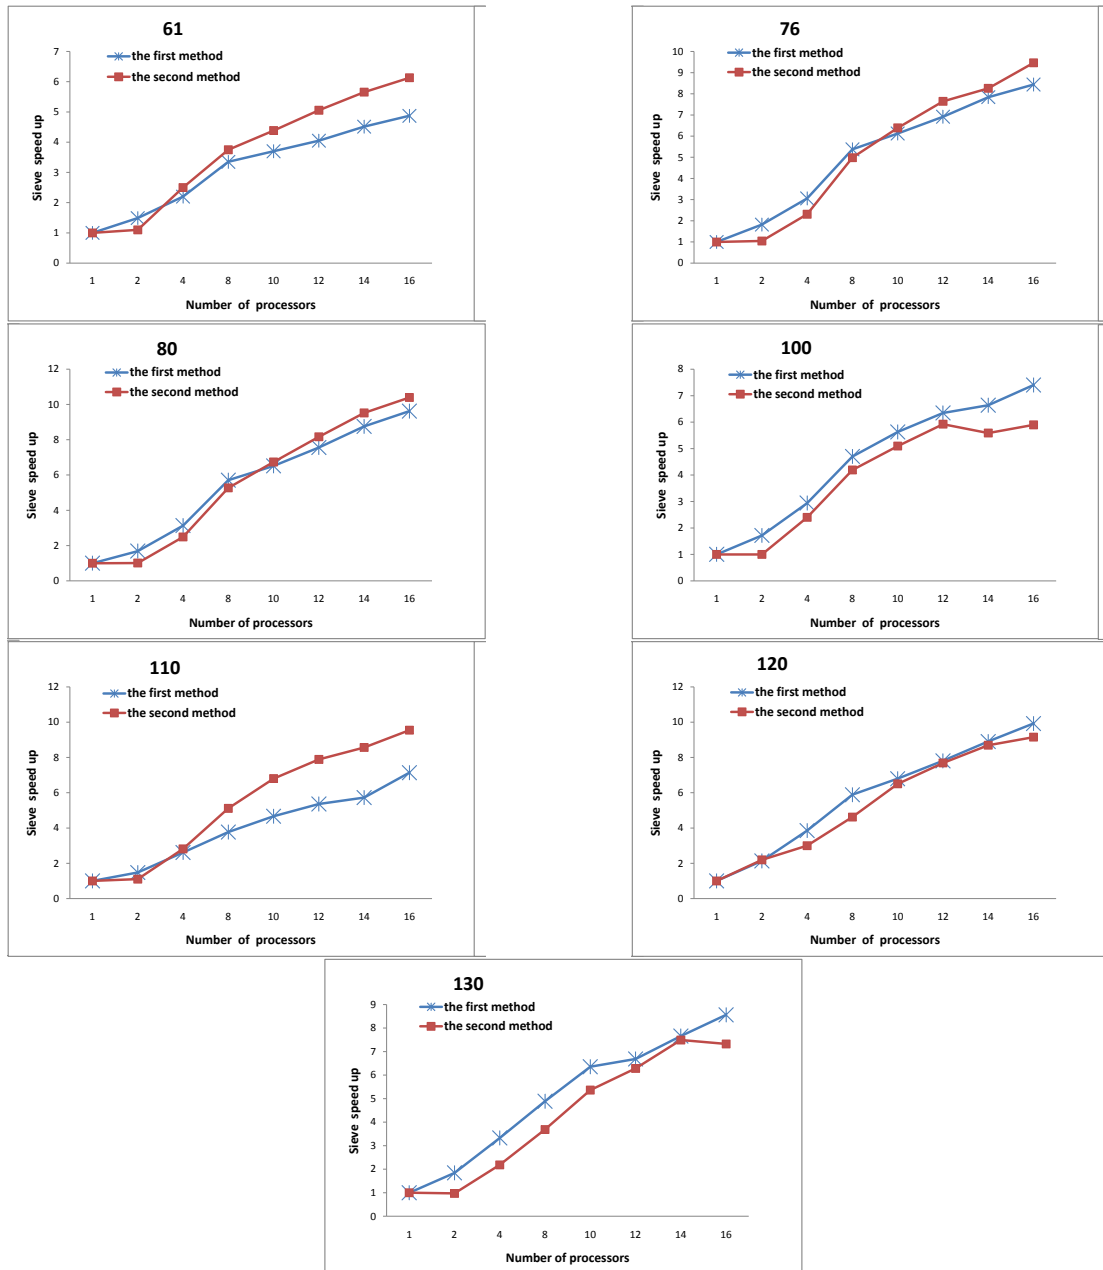 61
the first method
the second method
7
6
5
4
3
2
1
0
Sieve speed up
1 2 4 8 10 12 14 16
Number of processors
76
the first method
the second method
10
9
8
7
6
5
4
3
2
1
0
Sieve speed up
1 2 4 8 10 12 14 16
Number of processors
80
the first method
the second method
12
10
8
6
4
2
0
Sieve speed up
1 2 4 8 10 12 14 16
Number of processors
100
the first method
the second method
8
7
6
5
4
3
2
1
0
Sieve speed up
1 2 4 8 10 12 14 16
Number of processors
110
the first method
the second method
12
10
8
6
4
2
0
Sieve speed up
1 2 4 8 10 12 14 16
Number of processors
120
the first method
the second method
12
10
8
6
4
2
0
Sieve speed up
1 2 4 8 10 12 14 16
Number of processors
130
the first method
the second method
9
8
7
6
5
4
3
2
1
0
Sieve speed up
1 2 4 8 10 12 14 16
Number of processors